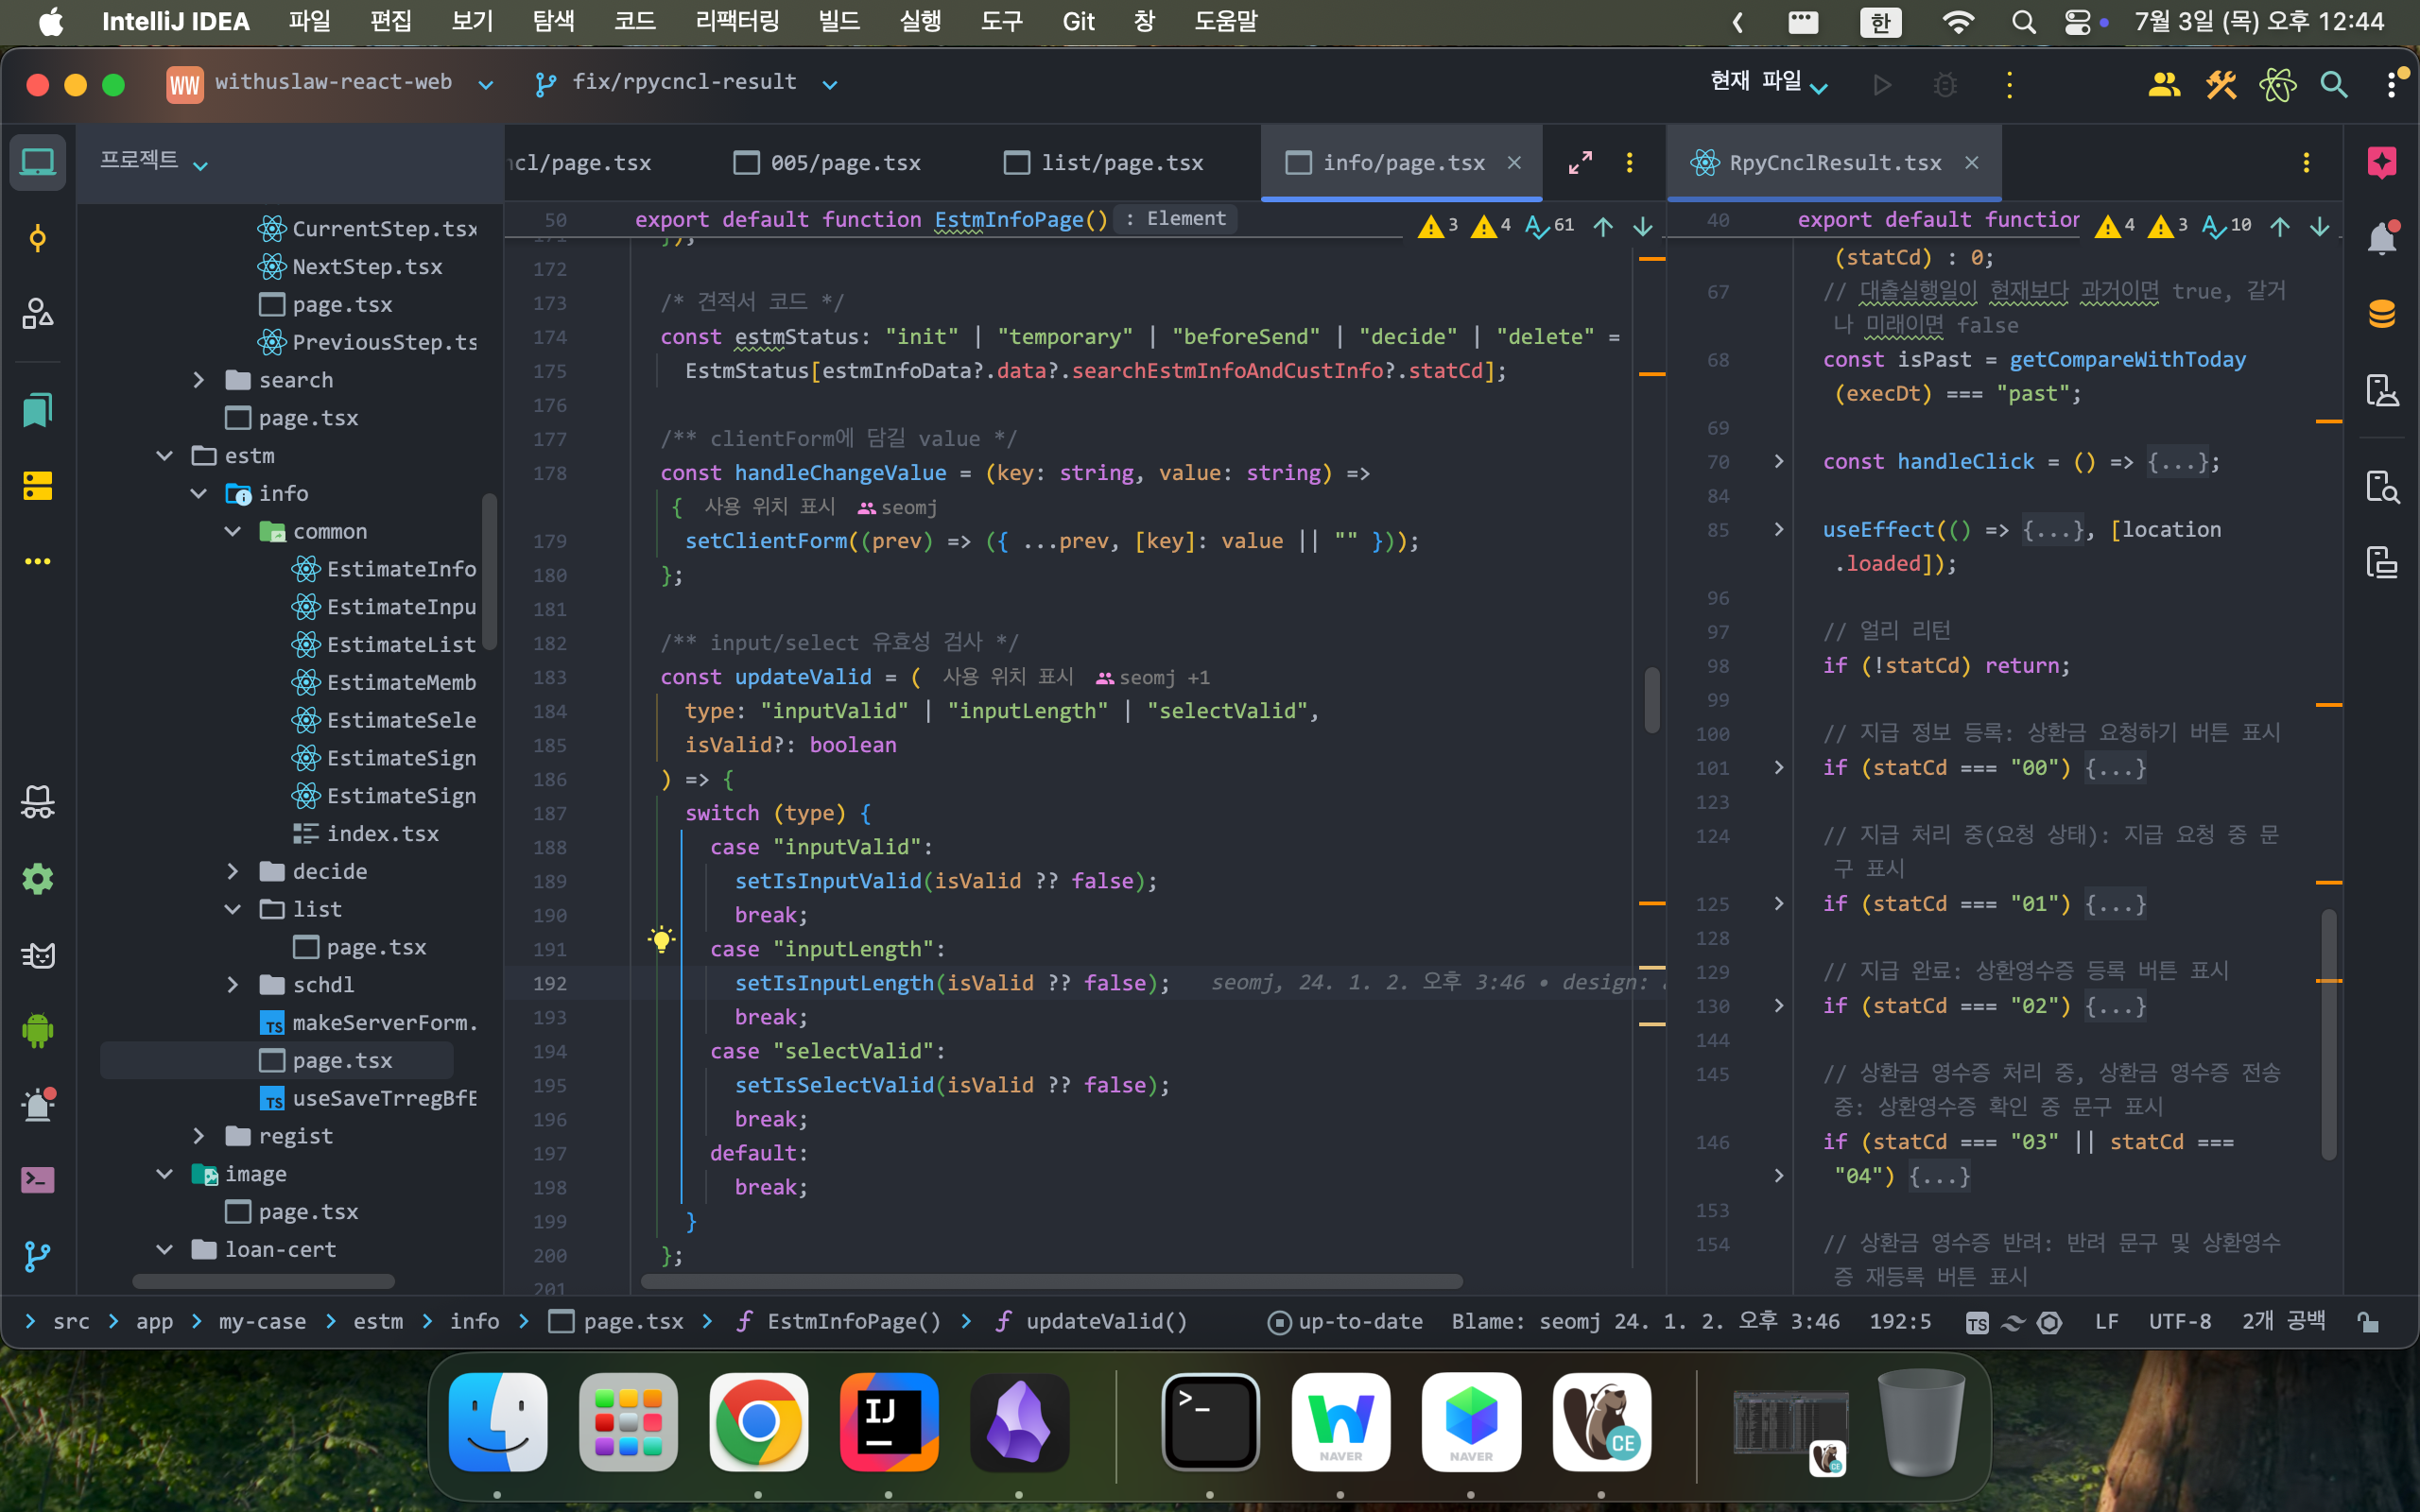 IntelliJ IDEA 파일 편집 보기 탐색 코드 리팩터링 빌드 실행 도구 Git 창 도움말 한 7월 3일 (목) 오후 12:44
WW withuslaw-react-web fix/rpycncl-result 현재 파일
프로젝트
CurrentStep.tsx
NextStep.tsx
page.tsx
PreviousStep.ts
search
page.tsx
estm
info
common
EstimateInfo
EstimateInpu
EstimateList
EstimateMemb
EstimateSele
EstimateSign
EstimateSign
index.tsx
decide
list
page.tsx
schdl
makeServerForm.
page.tsx
useSaveTrregBfE
regist
image
page.tsx
loan-cert
ncl/page.tsx 005/page.tsx list/page.tsx info/page.tsx
50 export default function EstmInfoPage() : Element 3 4 61
171 });
172
173 /* 견적서 코드 */
174 const estmStatus: "init" | "temporary" | "beforeSend" | "decide" | "delete" =
175 EstmStatus[estmInfoData?.data?.searchEstmInfoAndCustInfo?.statCd];
176
177 /** clientForm에 담길 value */
178 const handleChangeValue = (key: string, value: string) =>
{ 사용 위치 표시 seomj
179 setClientForm((prev) => ({ ...prev, [key]: value || "" }));
180 };
181
182 /** input/select 유효성 검사 */
183 const updateValid = ( 사용 위치 표시 seomj +1
184 type: "inputValid" | "inputLength" | "selectValid",
185 isValid?: boolean
186 ) => {
187 switch (type) {
188 case "inputValid":
189 setIsInputValid(isValid ?? false);
190 break;
191 case "inputLength":
192 setIsInputLength(isValid ?? false); seomj, 24. 1. 2. 오후 3:46 • design:
193 break;
194 case "selectValid":
195 setIsSelectValid(isValid ?? false);
196 break;
197 default:
198 break;
199 }
200 };
201
RpyCnclResult.tsx
40 export default function 4 3 10
(statCd) : 0;
67 // 대출실행일이 현재보다 과거이면 true, 같거
나 미래이면 false
68 const isPast = getCompareWithToday
(execDt) === "past";
69
70 const handleClick = () => {...};
84
85 useEffect(() => {...}, [location
.loaded]);
96
97 // 얼리 리턴
98 if (!statCd) return;
99
100 // 지급 정보 등록: 상환금 요청하기 버튼 표시
101 if (statCd === "00") {...}
123
124 // 지급 처리 중(요청 상태): 지급 요청 중 문
구 표시
125 if (statCd === "01") {...}
128
129 // 지급 완료: 상환영수증 등록 버튼 표시
130 if (statCd === "02") {...}
144
145 // 상환금 영수증 처리 중, 상환금 영수증 전송
중: 상환영수증 확인 중 문구 표시
146 if (statCd === "03" || statCd ===
"04") {...}
153
154 // 상환금 영수증 반려: 반려 문구 및 상환영수
증 재등록 버튼 표시
src app my-case estm info page.tsx EstmInfoPage() updateValid() up-to-date Blame: seomj 24. 1. 2. 오후 3:46 192:5 TS LF UTF-8 2개 공백
IJ
NAVER
NAVER
CE